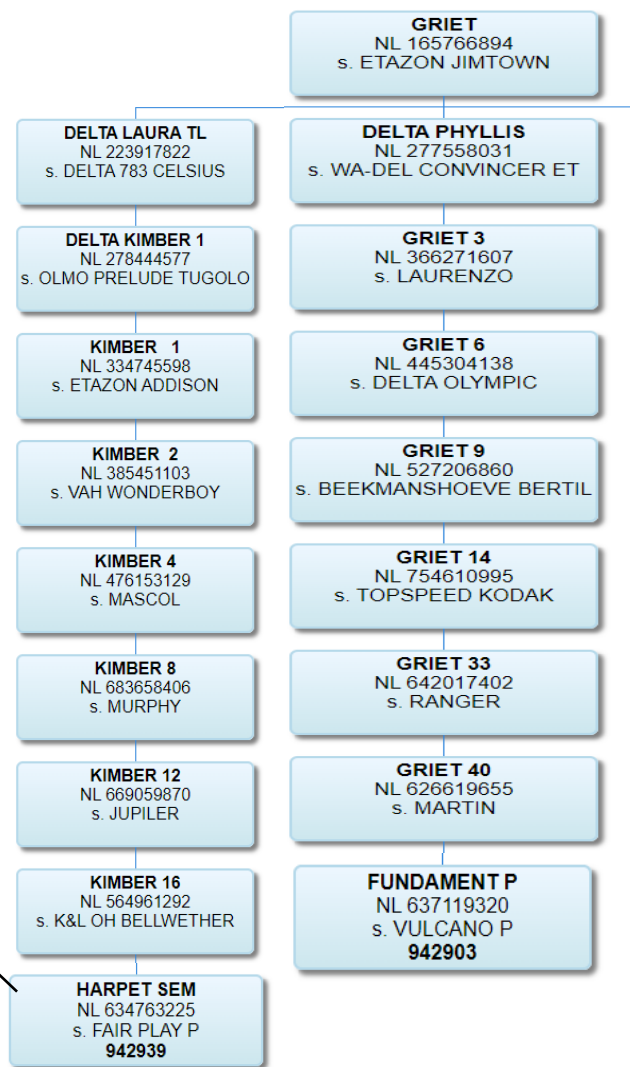 GRIET
NL 165766894
s. ETAZON JIMTOWN
DELTA LAURA TL
NL 223917822
s. DELTA 783 CELSIUS
DELTA KIMBER 1
NL 278444577
s. OLMO PRELUDE TUGOLO
KIMBER 1
NL 334745598
s. ETAZON ADDISON
KIMBER 2
NL 385451103
s. VAH WONDERBOY
KIMBER 4
NL 476153129
s. MASCOL
KIMBER 8
NL 683658406
s. MURPHY
KIMBER 12
NL 669059870
s. JUPILER
KIMBER 16
NL 564961292
s. K&L OH BELLWETHER
HARPET SEM
NL 634763225
s. FAIR PLAY P
942939
DELTA PHYLLIS
NL 277558031
s. WA-DEL CONVINCER ET
GRIET 3
NL 366271607
s. LAURENZO
GRIET 6
NL 445304138
s. DELTA OLYMPIC
GRIET 9
NL 527206860
s. BEEKMANSHOEVE BERTIL
GRIET 14
NL 754610995
s. TOPSPEED KODAK
GRIET 33
NL 642017402
s. RANGER
GRIET 40
NL 626619655
s. MARTIN
FUNDAMENT P
NL 637119320
s. VULCANO P
942903